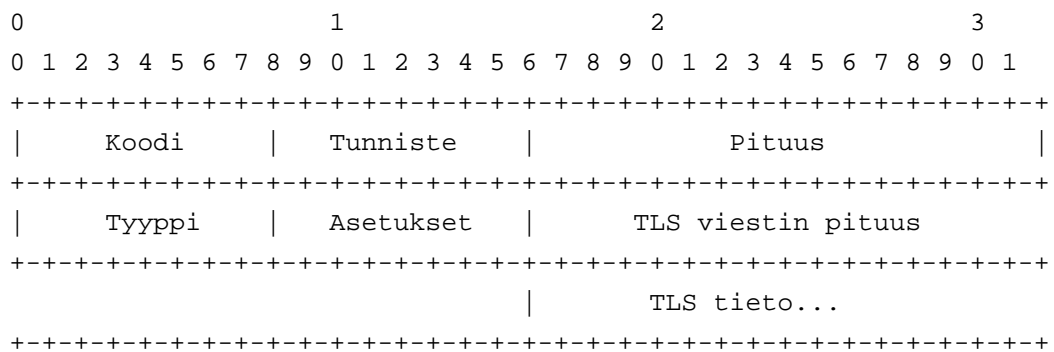 0                   1                   2                   3
0 1 2 3 4 5 6 7 8 9 0 1 2 3 4 5 6 7 8 9 0 1 2 3 4 5 6 7 8 9 0 1
+-+-+-+-+-+-+-+-+-+-+-+-+-+-+-+-+-+-+-+-+-+-+-+-+-+-+-+-+-+-+-+-+
|     Koodi     |   Tunniste    |            Pituus             |
+-+-+-+-+-+-+-+-+-+-+-+-+-+-+-+-+-+-+-+-+-+-+-+-+-+-+-+-+-+-+-+-+
|     Tyyppi    |   Asetukset   |      TLS viestin pituus
+-+-+-+-+-+-+-+-+-+-+-+-+-+-+-+-+-+-+-+-+-+-+-+-+-+-+-+-+-+-+-+-+
                                |       TLS tieto...
+-+-+-+-+-+-+-+-+-+-+-+-+-+-+-+-+-+-+-+-+-+-+-+-+-+-+-+-+-+-+-+-+